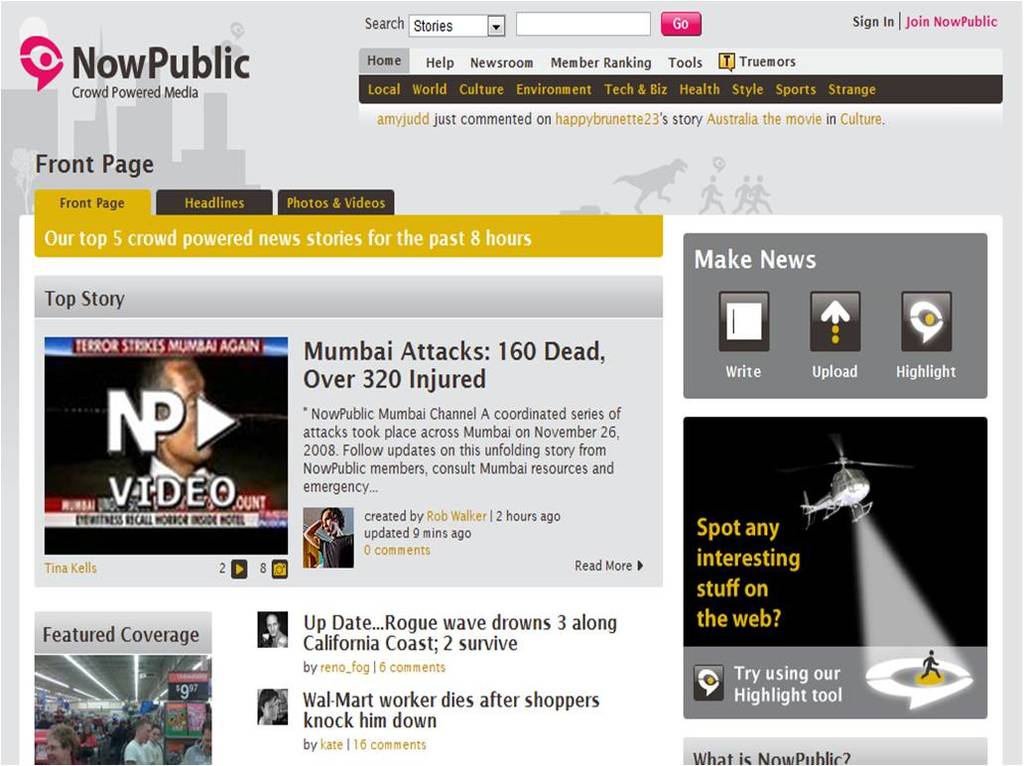 Search Stories Go
Sign In | Join NowPublic
NowPublic
Crowd Powered Media
Home Help Newsroom Member Ranking Tools T Truemors
Local World Culture Environment Tech & Biz Health Style Sports Strange
amyjudd just commented on happybrunette23's story Australia the movie in Culture.
Front Page
Front Page Headlines Photos & Videos
Our top 5 crowd powered news stories for the past 8 hours
Top Story
TERROR STRIKES MUMBAI AGAIN
NP
VIDEO
EYEWITNESS RECALL HORROR INSIDE HOTEL
Tina Kells 2 8
Mumbai Attacks: 160 Dead,
Over 320 Injured
" NowPublic Mumbai Channel A coordinated series of
attacks took place across Mumbai on November 26,
2008. Follow updates on this unfolding story from
NowPublic members, consult Mumbai resources and
emergency...
created by Rob Walker | 2 hours ago
updated 9 mins ago
0 comments
Read More
Featured Coverage
$9.97
Up Date...Rogue wave drowns 3 along
California Coast; 2 survive
by reno_fog | 6 comments
Wal-Mart worker dies after shoppers
knock him down
by kate | 16 comments
Make News
Write Upload Highlight
Spot any
interesting
stuff on
the web?
Try using our
Highlight tool
What is NowPublic?